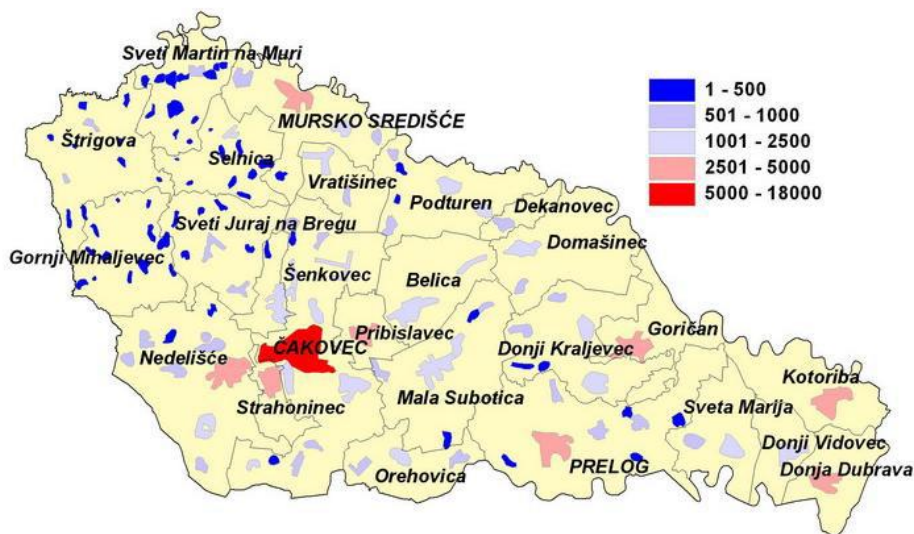 Sveti Martin na Muri
MURSKO SREDIŠĆE
Štrigova
Selnica
Vratišinec
Podturen
Dekanovec
Sveti Juraj na Bregu
Domašinec
Gornji Mihaljevec
Šenkovec
Belica
Pribislavec
Goričan
ČAKOVEC
Donji Kraljevec
Nedelišće
Kotoriba
Mala Subotica
Strahoninec
Sveta Marija
Donji Vidovec
Orehovica
PRELOG
Donja Dubrava
1 - 500
501 - 1000
1001 - 2500
2501 - 5000
5000 - 18000